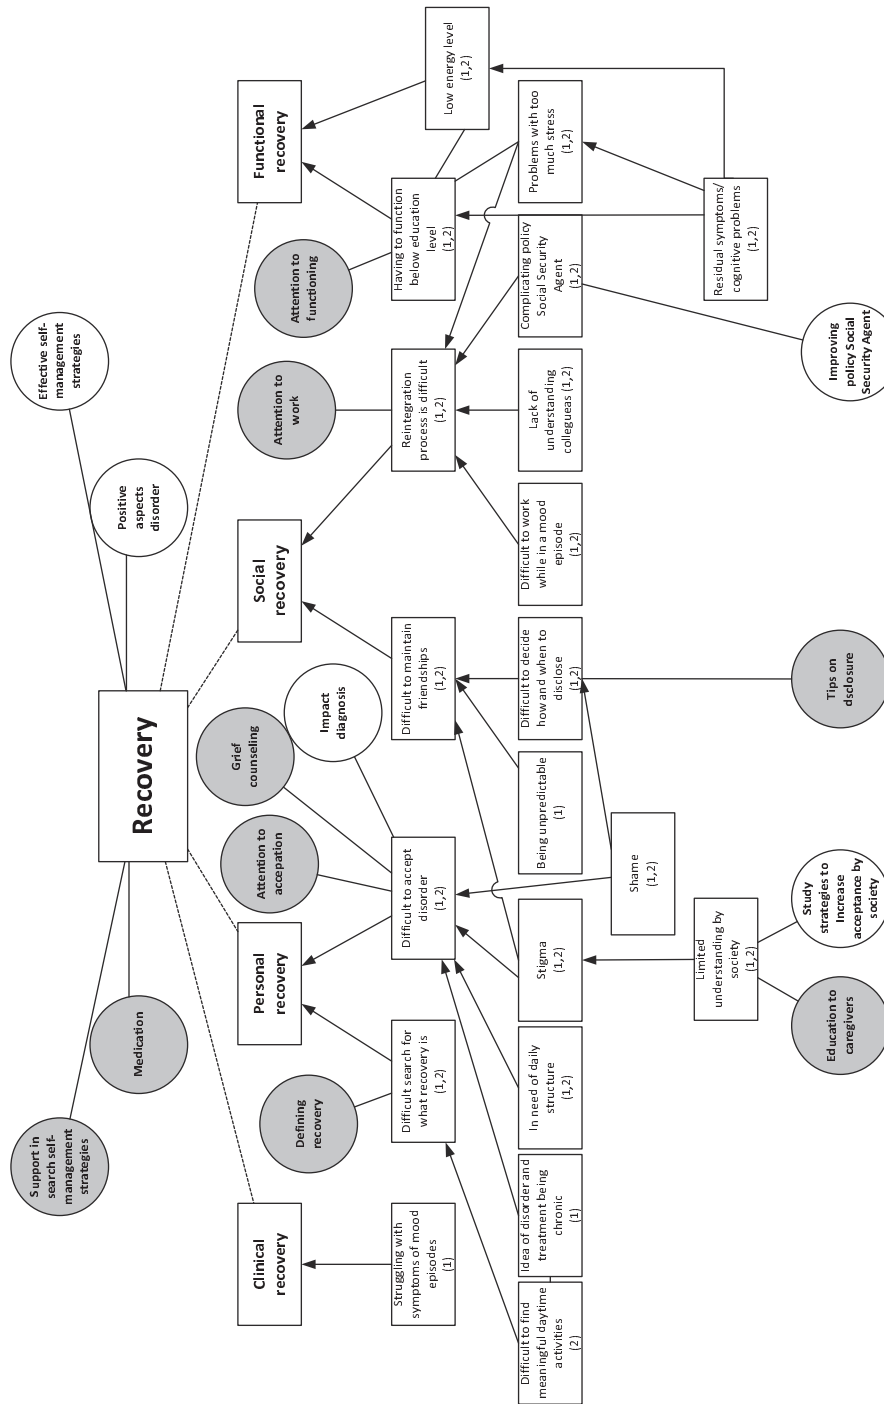 Support in
search self-
management
strategies
Medication
Positive
aspects
disorder
Effective self-
management
strategies
Recovery
Clinical
recovery
Personal
recovery
Social
recovery
Functional
recovery
Defining
recovery
Attention to
accepation
Grief
counseling
Impact
diagnosis
Attention to
work
Attention to
functioning
Struggling with
symptoms of mood
episodes
(1)
Difficult search for
what recovery is
(1,2)
Difficult to accept
disorder
(1,2)
Difficult to maintain
friendships
(1,2)
Reintegration
process is difficult
(1,2)
Having to function
below education
level
(1,2)
Low energy level
(1,2)
Difficult to find
meaningful daytime
activities
(2)
Idea of disorder and
treatment being
chronic
(1)
In need of daily
structure
(1,2)
Stigma
(1,2)
Being unpredictable
(1)
Difficult to decide
how and when to
disclose
(1,2)
Difficult to work
while in a mood
episode
(1,2)
Lack of
understanding
collegueas (1,2)
Complicating policy
Social Security
Agent
(1,2)
Problems with too
much stress
(1,2)
Shame
(1,2)
Limited
understanding by
society
(1,2)
Residual symptoms/
cognitive problems
(1,2)
Education to
caregivers
Study
strategies to
Increase
acceptance by
society
Tips on
dsclosure
Improving
policy Social
Security Agent